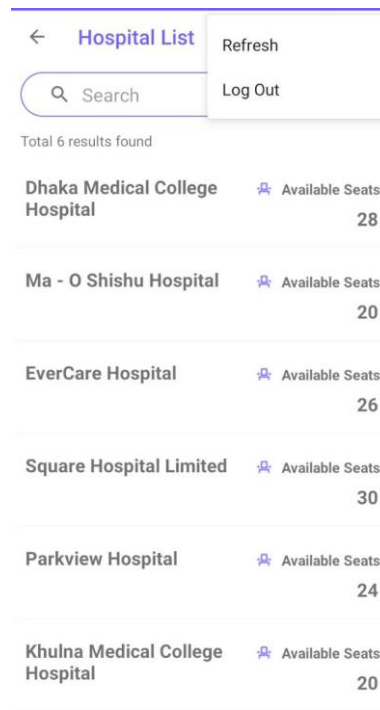 Hospital List
Refresh
Search
Log Out
Total 6 results found
Dhaka Medical College
Hospital
Available Seats
28
Ma - O Shishu Hospital
Available Seats
20
EverCare Hospital
Available Seats
26
Square Hospital Limited
Available Seats
30
Parkview Hospital
Available Seats
24
Khulna Medical College
Hospital
Available Seats
20